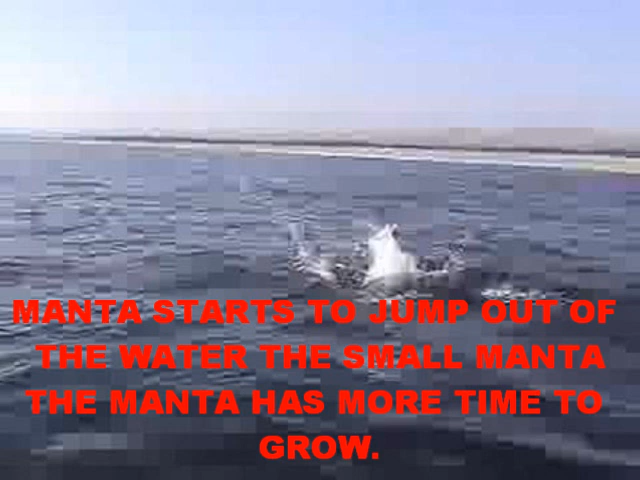 MANTA STARTS TO JUMP OUT OF
THE WATER THE SMALL MANTA
THE MANTA HAS MORE TIME TO
GROW.